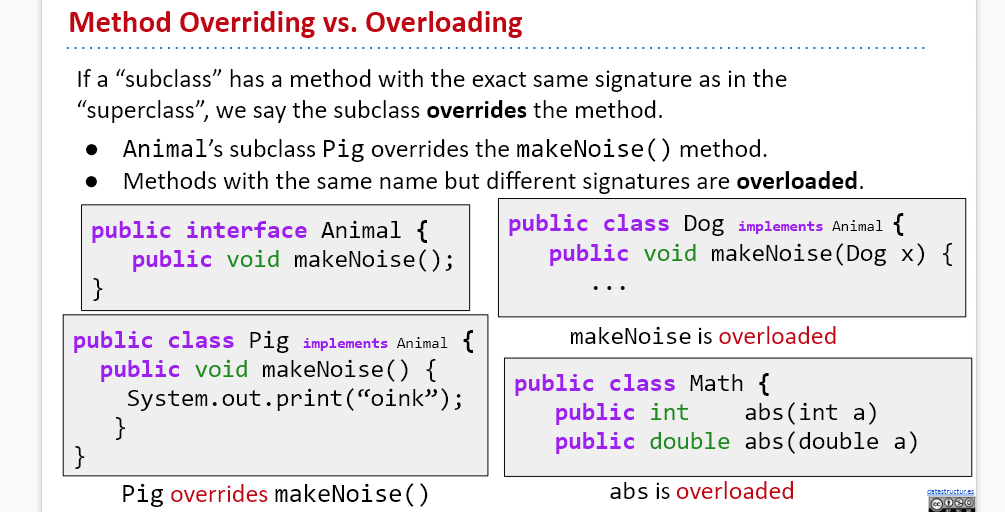 Method Overriding vs. Overloading
If a “subclass” has a method with the exact same signature as in the
“superclass”, we say the subclass overrides the method.
● Animal’s subclass Pig overrides the makeNoise() method.
● Methods with the same name but different signatures are overloaded.
public interface Animal {
public void makeNoise();
}
public class Pig implements Animal {
public void makeNoise() {
System.out.print(“oink”);
}
}
Pig overrides makeNoise()
public class Dog implements Animal {
public void makeNoise(Dog x) {
...
makeNoise is overloaded
public class Math {
public int abs(int a)
public double abs(double a)
abs is overloaded
datastructur.es